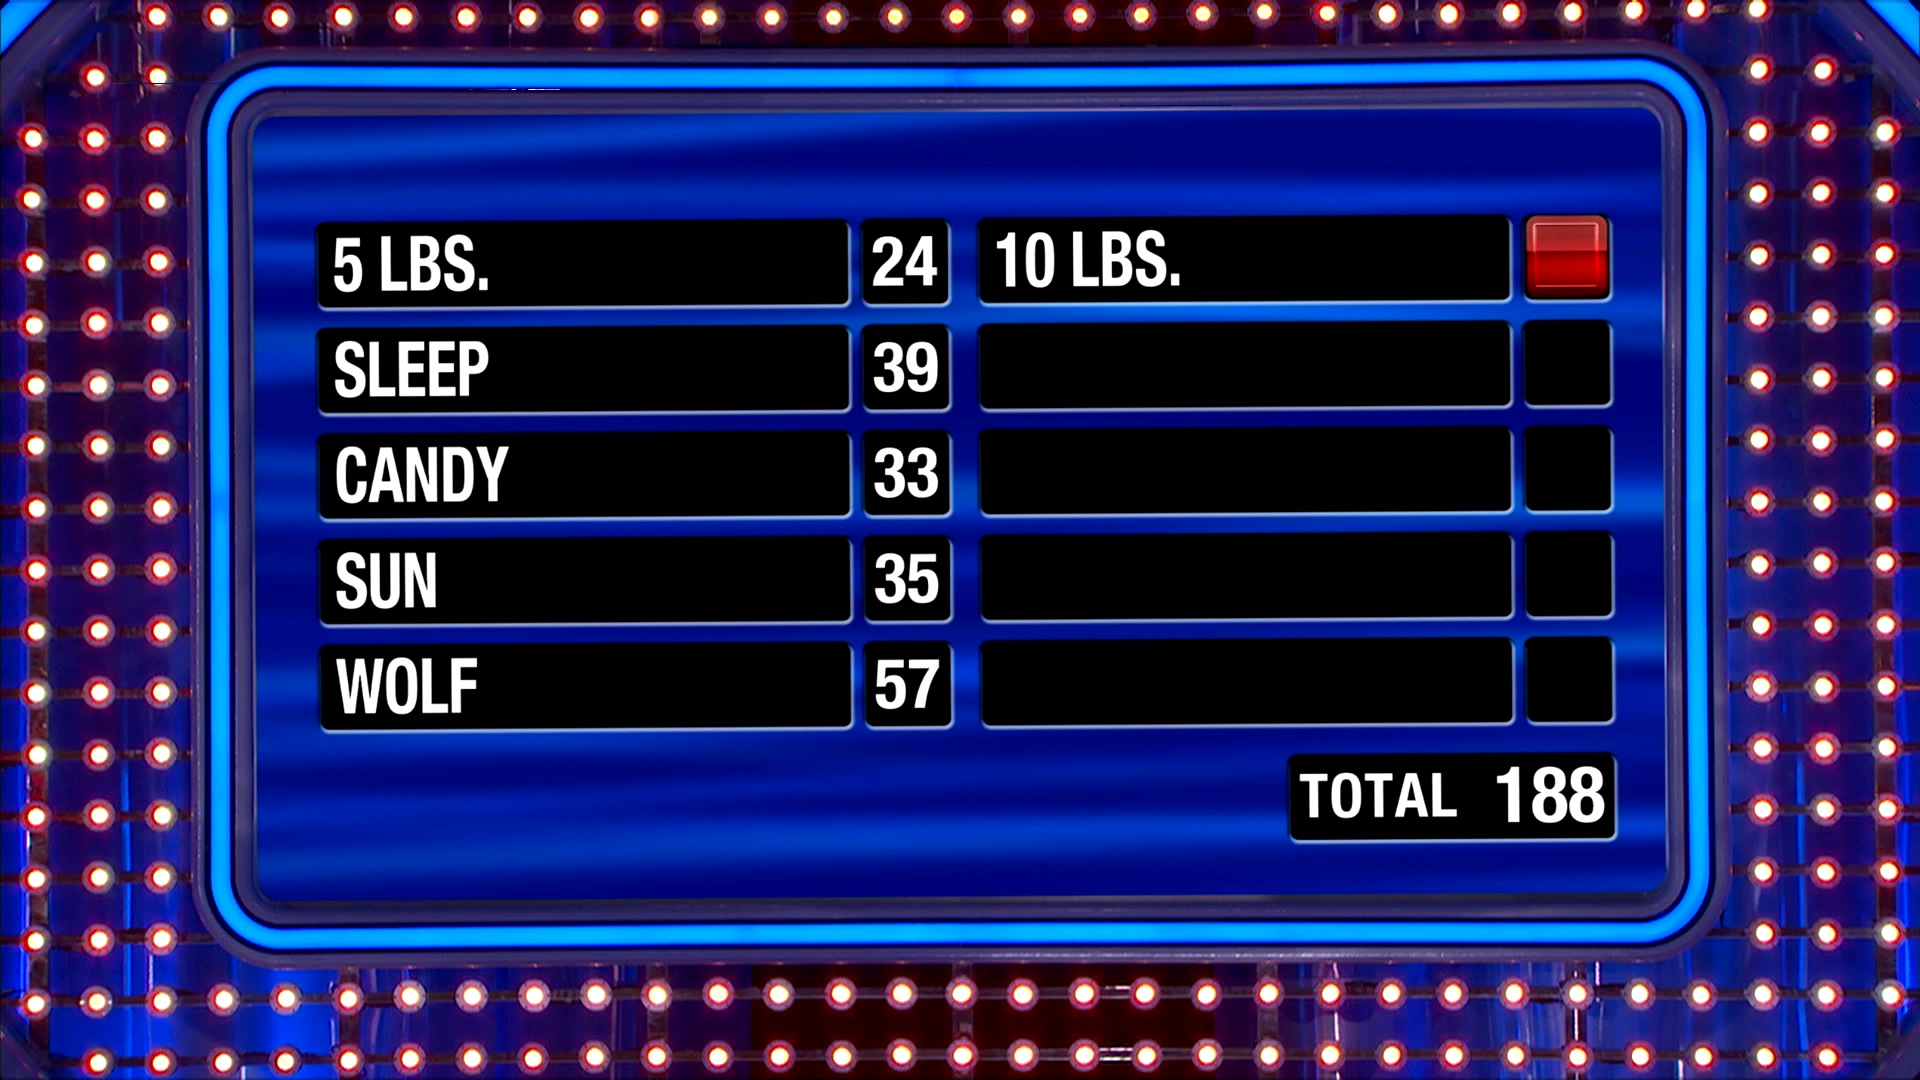 5 LBS. 24 10 LBS.
SLEEP 39
CANDY 33
SUN 35
WOLF 57
TOTAL 188